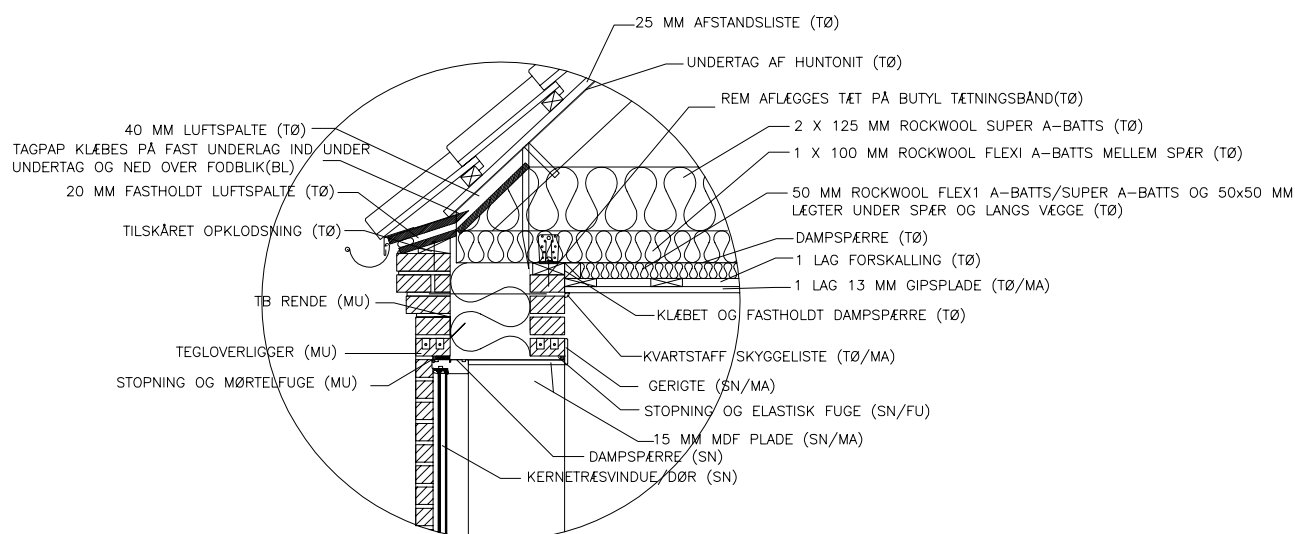 25 MM AFSTANDSLISTE (TØ)
UNDERTAG AF HUNTONIT (TØ)
REM AFLÆGGES TÆT PÅ BUTYL TÆTNINGSBÅND(TØ)
2 X 125 MM ROCKWOOL SUPER A-BATTS (TØ)
1 X 100 MM ROCKWOOL FLEXI A-BATTS MELLEM SPÆR (TØ)
50 MM ROCKWOOL FLEX1 A-BATTS/SUPER A-BATTS OG 50x50 MM
LÆGTER UNDER SPÆR OG LANGS VÆGGE (TØ)
DAMPSPÆRRE (TØ)
1 LAG FORSKALLING (TØ)
1 LAG 13 MM GIPSPLADE (TØ/MA)
KLÆBET OG FASTHOLDT DAMPSPÆRRE (TØ)
KVARTSTAFF SKYGGELISTE (TØ/MA)
GERIGTE (SN/MA)
STOPNING OG ELASTISK FUGE (SN/FU)
15 MM MDF PLADE (SN/MA)
DAMPSPÆRRE (SN)
KERNETRÆSVINDUE/DØR (SN)
40 MM LUFTSPALTE (TØ)
TAGPAP KLÆBES PÅ FAST UNDERLAG IND UNDER
UNDERTAG OG NED OVER FODBLIK(BL)
20 MM FASTHOLDT LUFTSPALTE (TØ)
TILSKÅRET OPKLODSNING (TØ)
TB RENDE (MU)
TEGLOVERLIGGER (MU)
STOPNING OG MØRTELFUGE (MU)